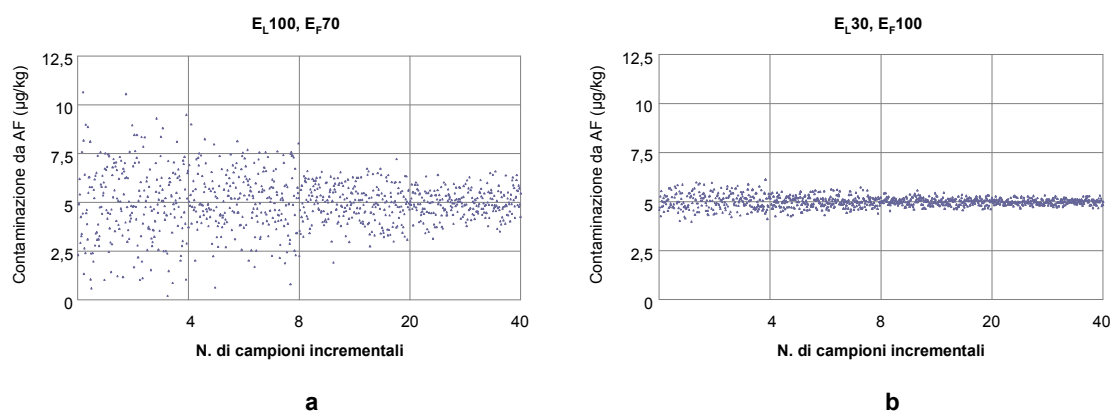 E_L100, E_F70
Contaminazione da AF (µg/kg)
12,5
10
7,5
5
2,5
0
4
8
20
40
N. di campioni incrementali
a
E_L30, E_F100
Contaminazione da AF (µg/kg)
12,5
10
7,5
5
2,5
0
4
8
20
40
N. di campioni incrementali
b